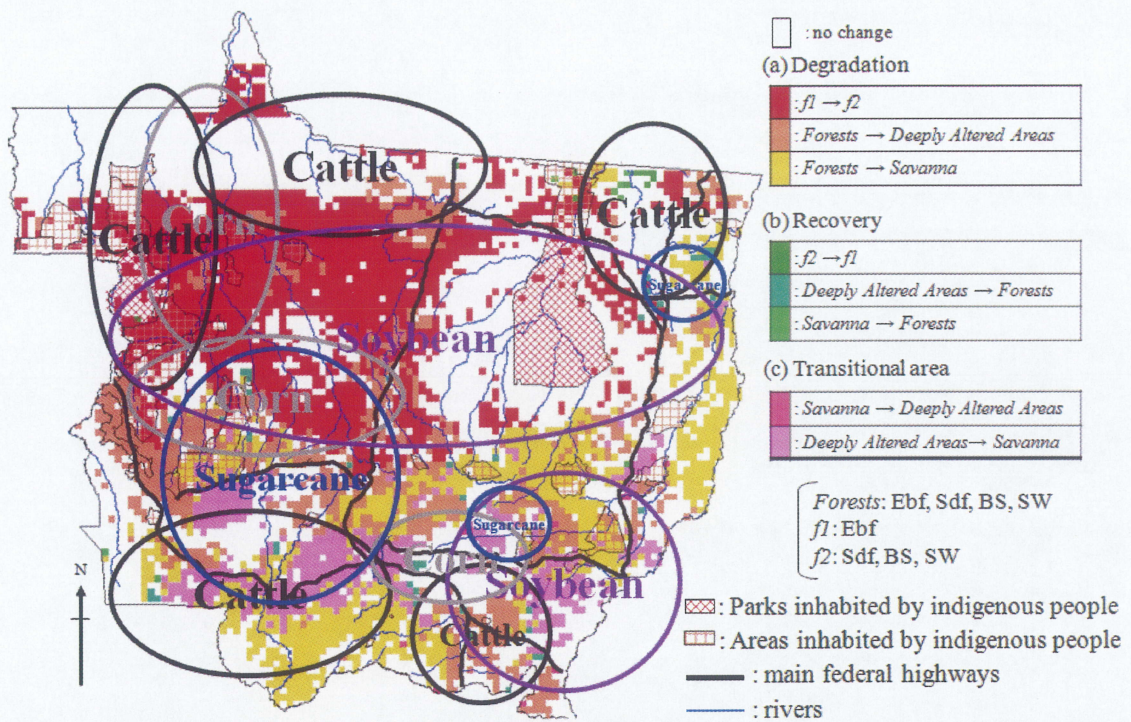 : no change
(a) Degradation
: f1 → f2
: Forests → Deeply Altered Areas
: Forests → Savanna
(b) Recovery
: f2 → f1
: Deeply Altered Areas → Forests
: Savanna → Forests
(c) Transitional area
: Savanna → Deeply Altered Areas
: Deeply Altered Areas → Savanna
Forests: Ebf, Sdf, BS, SW
f1: Ebf
f2: Sdf, BS, SW
: Parks inhabited by indigenous people
: Areas inhabited by indigenous people
: main federal highways
: rivers
Cattle
Cattle
Corn
Cattle
Sugarcane
Soybean
Corn
Sugarcane
Sugarcane
Corn
Soybean
Cattle
Cattle
N